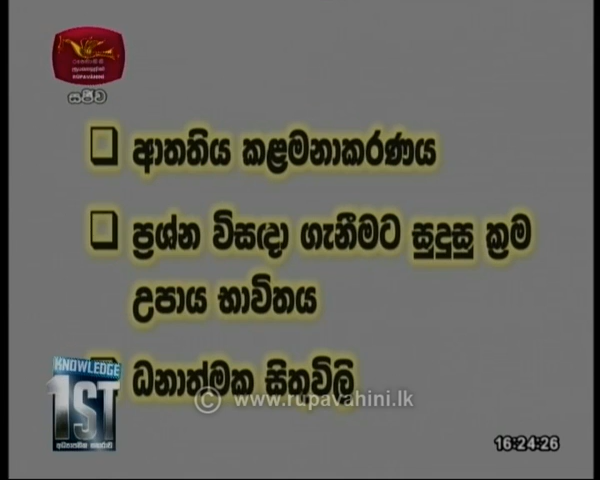 RUPAVAHINI
සජීව
❑ ආතතිය කළමනාකරණය
❑ ප්‍රශ්න විසඳා ගැනීමට සුදුසු ක්‍රම
උපාය භාවිතය
ධනාත්මක සිතුවිලි
© www.rupavahini.lk
KNOWLEDGE
1ST
16:24:26